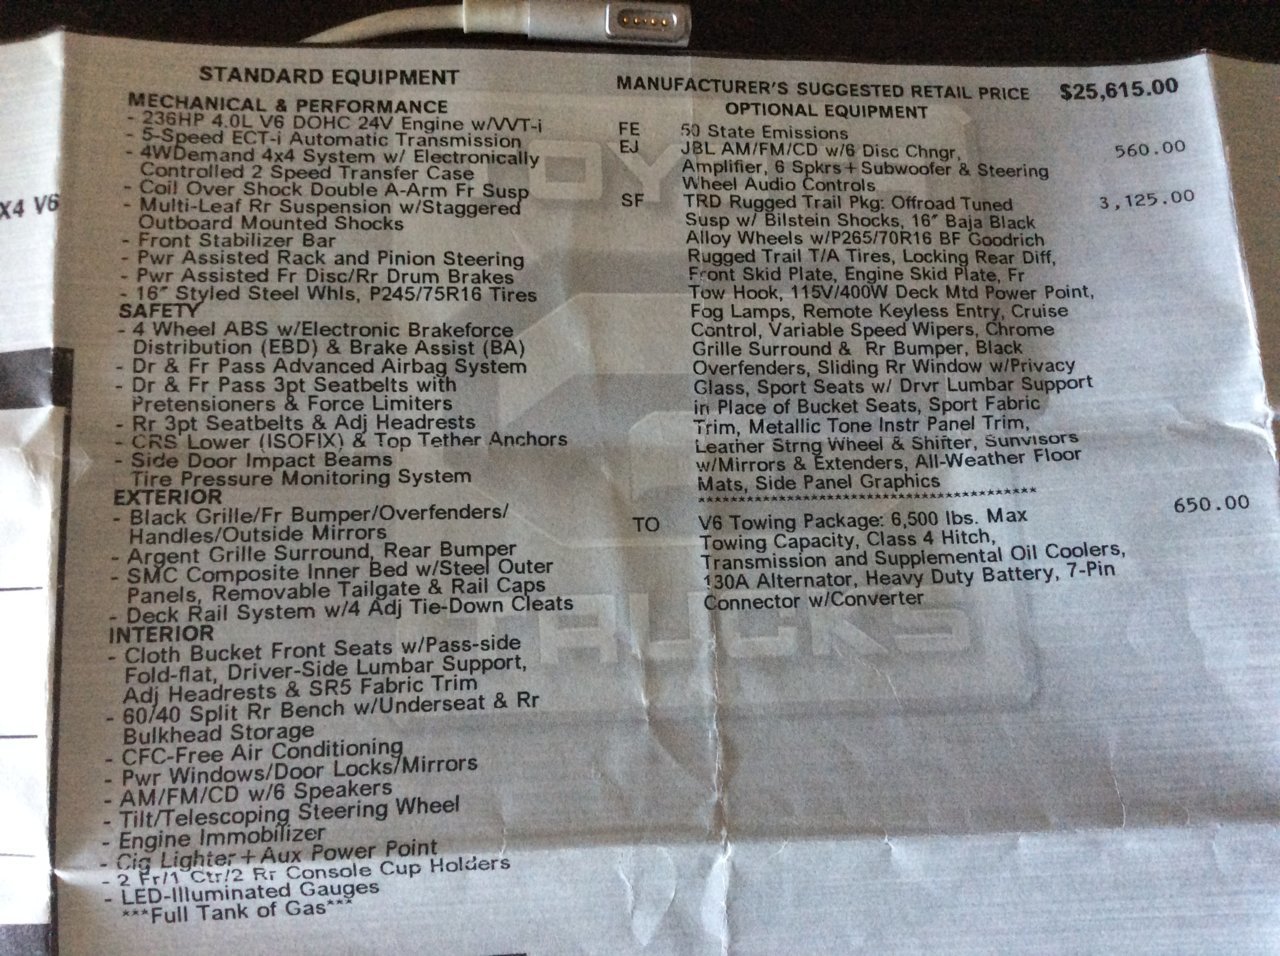 X4 V6
STANDARD EQUIPMENT
MECHANICAL & PERFORMANCE
- 236HP 4.0L V6 DOHC 24V Engine w/VVT-i
- 5-Speed ECT-i Automatic Transmission
- 4WDemand 4x4 System w/ Electronically
Controlled 2 Speed Transfer Case
- Coil Over Shock Double A-Arm Fr Susp
- Multi-Leaf Rr Suspension w/Staggered
Outboard Mounted Shocks
- Front Stabilizer Bar
- Pwr Assisted Rack and Pinion Steering
- Pwr Assisted Fr Disc/Rr Drum Brakes
- 16" Styled Steel Whls, P245/75R16 Tires
SAFETY
- 4 Wheel ABS w/Electronic Brakeforce
Distribution (EBD) & Brake Assist (BA)
- Dr & Fr Pass Advanced Airbag System
- Dr & Fr Pass 3pt Seatbelts with
Pretensioners & Force Limiters
- Rr 3pt Seatbelts & Adj Headrests
- CRS Lower (ISOFIX) & Top Tether Anchors
- Side Door Impact Beams
Tire Pressure Monitoring System
EXTERIOR
- Black Grille/Fr Bumper/Overfenders/
Handles/Outside Mirrors
- Argent Grille Surround, Rear Bumper
- SMC Composite Inner Bed w/Steel Outer
Panels, Removable Tailgate & Rail Caps
- Deck Rail System w/4 Adj Tie-Down Cleats
INTERIOR
- Cloth Bucket Front Seats w/Pass-side
Fold-flat, Driver-Side Lumbar Support,
Adj Headrests & SR5 Fabric Trim
- 60/40 Split Rr Bench w/Underseat & Rr
Bulkhead Storage
- CFC-Free Air Conditioning
- Pwr Windows/Door Locks/Mirrors
- AM/FM/CD w/6 Speakers
- Tilt/Telescoping Steering Wheel
- Engine Immobilizer
- Cig Lighter + Aux Power Point
- 2 Fr/1 Ctr/2 Rr Console Cup Holders
- LED-Illuminated Gauges
***Full Tank of Gas***
MANUFACTURER'S SUGGESTED RETAIL PRICE $25,615.00
OPTIONAL EQUIPMENT
FE 50 State Emissions
EJ JBL AM/FM/CD w/6 Disc Chngr, 560.00
Amplifier, 6 Spkrs + Subwoofer & Steering
Wheel Audio Controls
SF TRD Rugged Trail Pkg: Offroad Tuned 3,125.00
Susp w/ Bilstein Shocks, 16" Baja Black
Alloy Wheels w/P265/70R16 BF Goodrich
Rugged Trail T/A Tires, Locking Rear Diff,
Front Skid Plate, Engine Skid Plate, Fr
Tow Hook, 115V/400W Deck Mtd Power Point,
Fog Lamps, Remote Keyless Entry, Cruise
Control, Variable Speed Wipers, Chrome
Grille Surround & Rr Bumper, Black
Overfenders, Sliding Rr Window w/Privacy
Glass, Sport Seats w/ Drvr Lumbar Support
in Place of Bucket Seats, Sport Fabric
Trim, Metallic Tone Instr Panel Trim,
Leather Strng Wheel & Shifter, Sunvisors
w/Mirrors & Extenders, All-Weather Floor
Mats, Side Panel Graphics
************************************
TO V6 Towing Package: 6,500 lbs. Max 650.00
Towing Capacity, Class 4 Hitch,
Transmission and Supplemental Oil Coolers,
130A Alternator, Heavy Duty Battery, 7-Pin
Connector w/Converter
TRUCKS